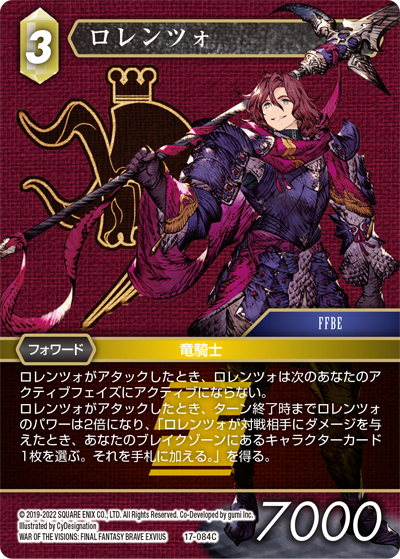 3
ロレンツォ
FFBE
フォワード
竜騎士
ロレンツォがアタックしたとき、ロレンツォは次のあなたのア
クティブフェイズにアクティブにならない。
ロレンツォがアタックしたとき、ターン終了時までロレンツォ
のパワーは2倍になり、「ロレンツォが対戦相手にダメージを与
えたとき、あなたのブレイクゾーンにあるキャラクターカード
1枚を選ぶ。それを手札に加える。」を得る。
© 2019-2022 SQUARE ENIX CO., LTD. All Rights Reserved. Co-Developed by gumi Inc.
Illustrated by CyDesignation
WAR OF THE VISIONS: FINAL FANTASY BRAVE EXVIUS
17-084C
7000